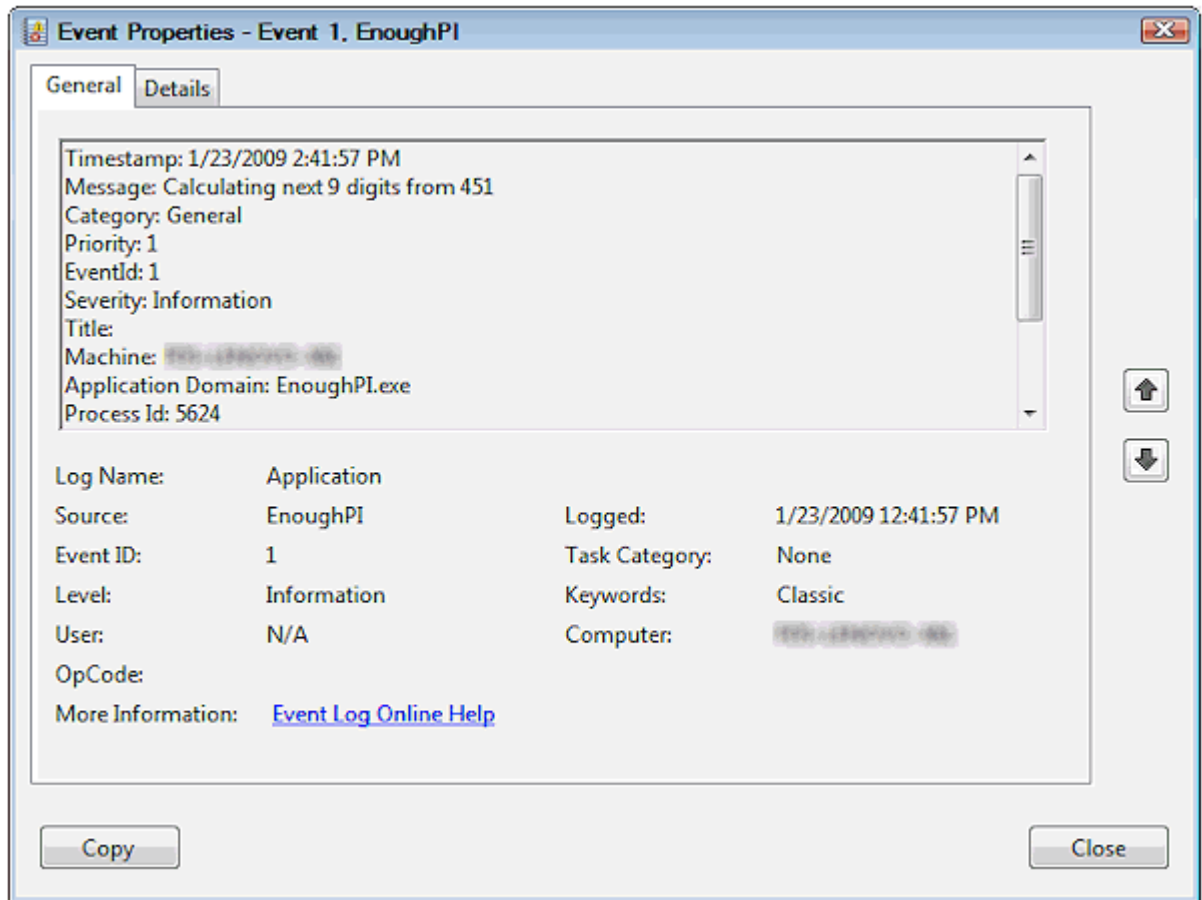 Event Properties - Event 1, EnoughPI
General Details
Timestamp: 1/23/2009 2:41:57 PM
Message: Calculating next 9 digits from 451
Category: General
Priority: 1
EventId: 1
Severity: Information
Title:
Machine:
Application Domain: EnoughPI.exe
Process Id: 5624
Log Name: Application
Source: EnoughPI Logged: 1/23/2009 12:41:57 PM
Event ID: 1 Task Category: None
Level: Information Keywords: Classic
User: N/A Computer:
OpCode:
More Information: Event Log Online Help
Copy Close